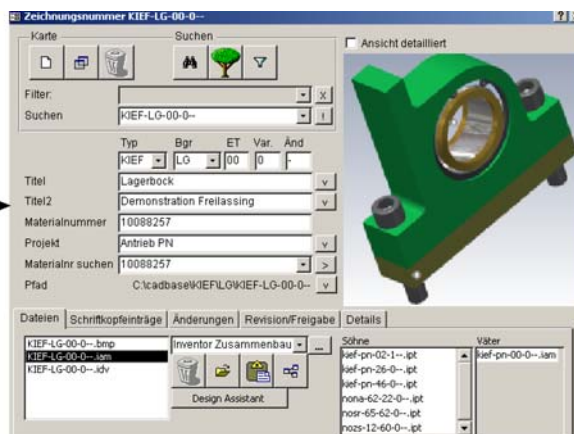 Zeichnungsnummer KIEF-LG-00-0--
Karte Suchen
Ansicht detailliert
Filter: x
Suchen KIEF-LG-00-0-- !
Typ Bgr ET Var. Änd
KIEF LG 00 0 -
Titel Lagerbock v
Titel2 Demonstration Freilassing v
Materialnummer 10088257
Projekt Antrieb PN v
Materialnr suchen 10088257 >
Pfad C:\cadbase\KIEF\LG\KIEF-LG-00-0-- v
Dateien Schriftkopfeinträge Änderungen Revision/Freigabe Details
KIEF-LG-00-0--.bmp
KIEF-LG-00-0--.iam
KIEF-LG-00-0--.idv
Inventor Zusammenbau ...
Design Assistant
Söhne
kief-pn-02-1--.ipt
kief-pn-26-0--.ipt
kief-pn-46-0--.ipt
nona-62-22-0--.ipt
nosr-65-62-0--.ipt
nozs-12-60-0--.ipt
Väter
kief-pn-00-0--.iam